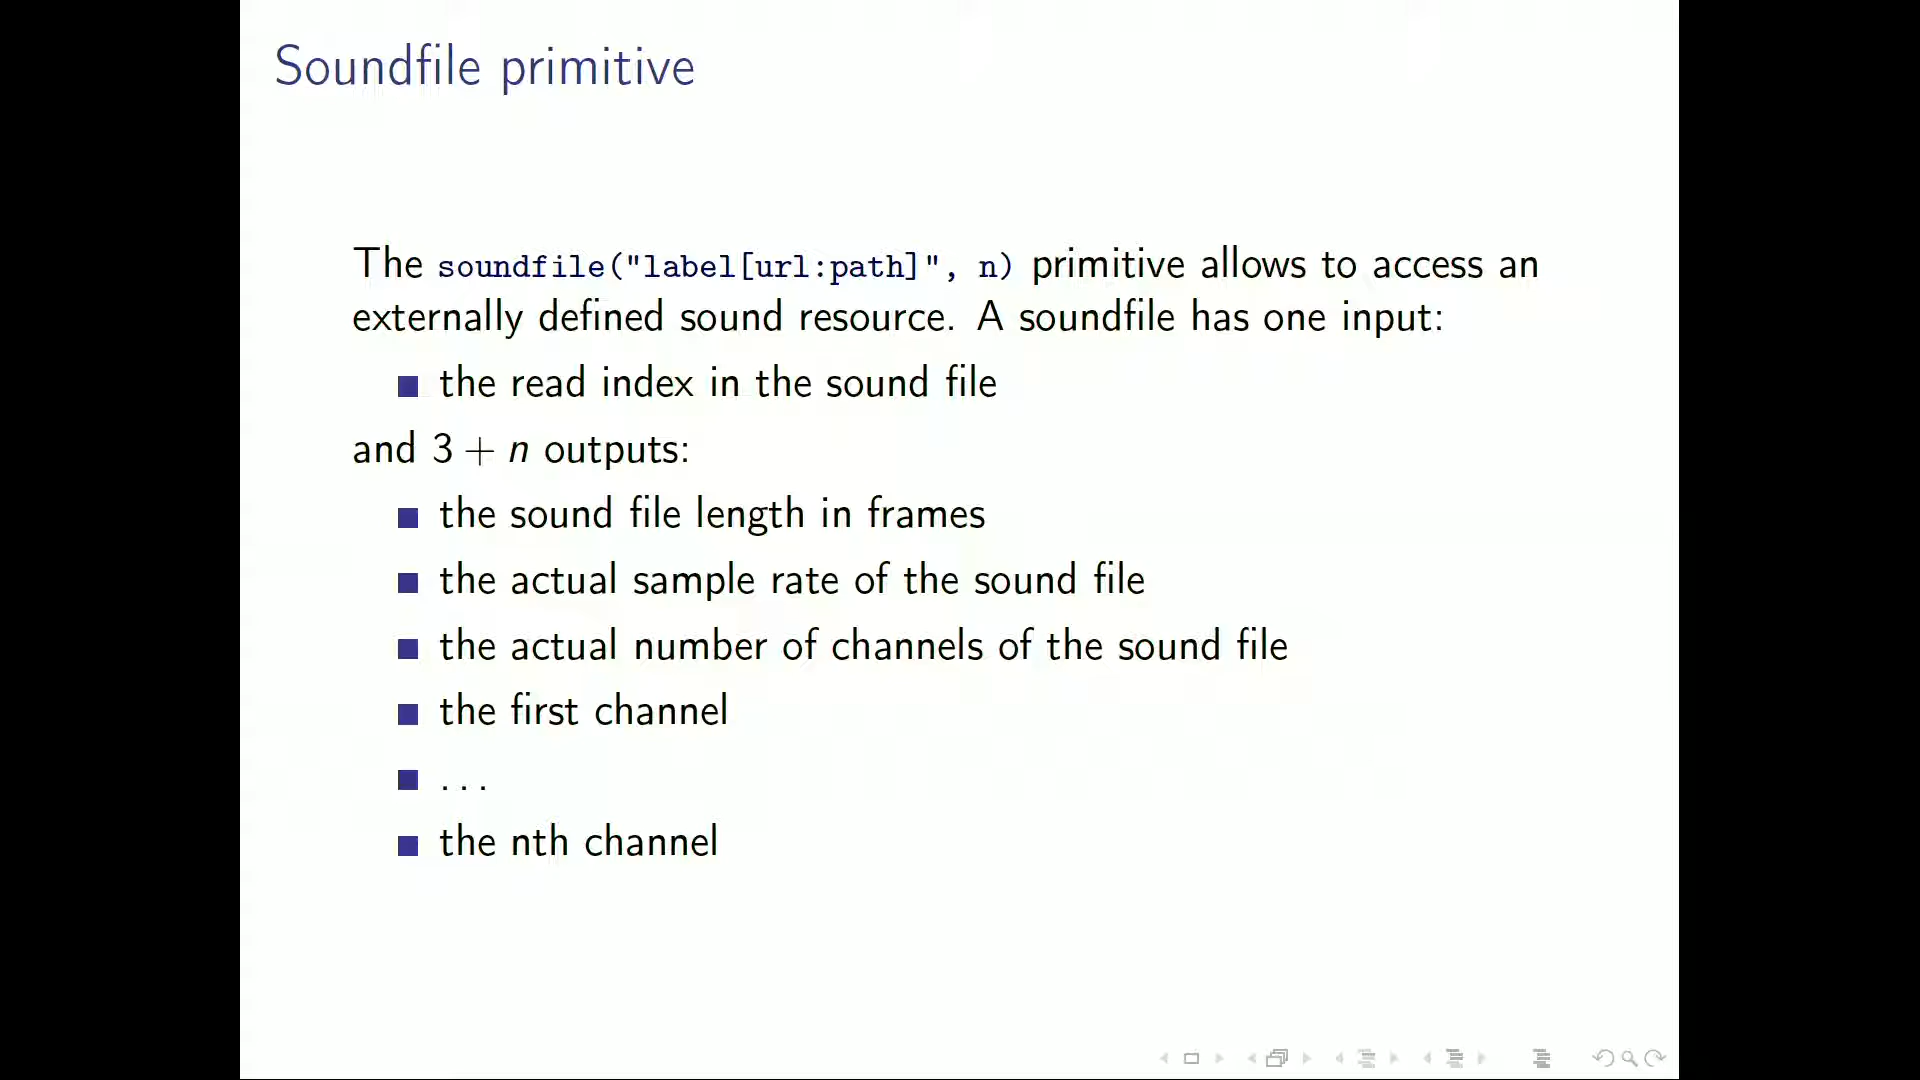 Soundfile primitive
The soundfile("label[url:path]", n) primitive allows to access an
externally defined sound resource. A soundfile has one input:
the read index in the sound file
and 3 + n outputs:
the sound file length in frames
the actual sample rate of the sound file
the actual number of channels of the sound file
the first channel
...
the nth channel